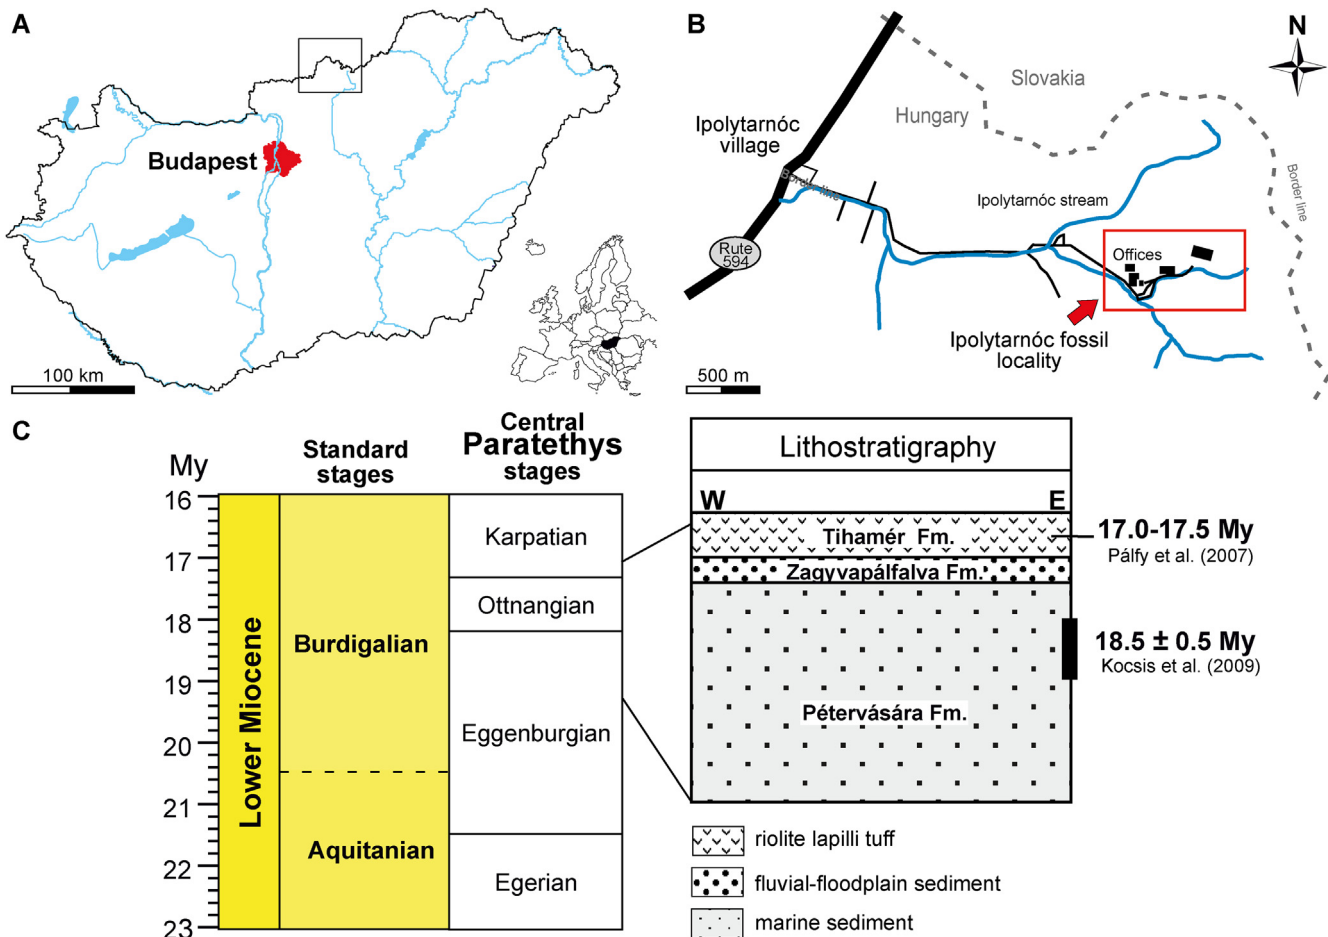 A
Budapest
100 km
B
N
Slovakia
Hungary
Ipolytarnóc
village
Border line
Ipolytarnóc stream
Border line
Rute
594
Offices
Ipolytarnóc fossil
locality
500 m
C
My
Standard
stages
Central
Paratethys
stages
16
17
18
19
20
21
22
23
Lower Miocene
Burdigalian
Aquitanian
Karpatian
Ottnangian
Eggenburgian
Egerian
Lithostratigraphy
W
E
Tihamér Fm.
Zagyvapálfalva Fm.
Pétervására Fm.
17.0-17.5 My
Pálfy et al. (2007)
18.5 ± 0.5 My
Kocsis et al. (2009)
riolite lapilli tuff
fluvial-floodplain sediment
marine sediment